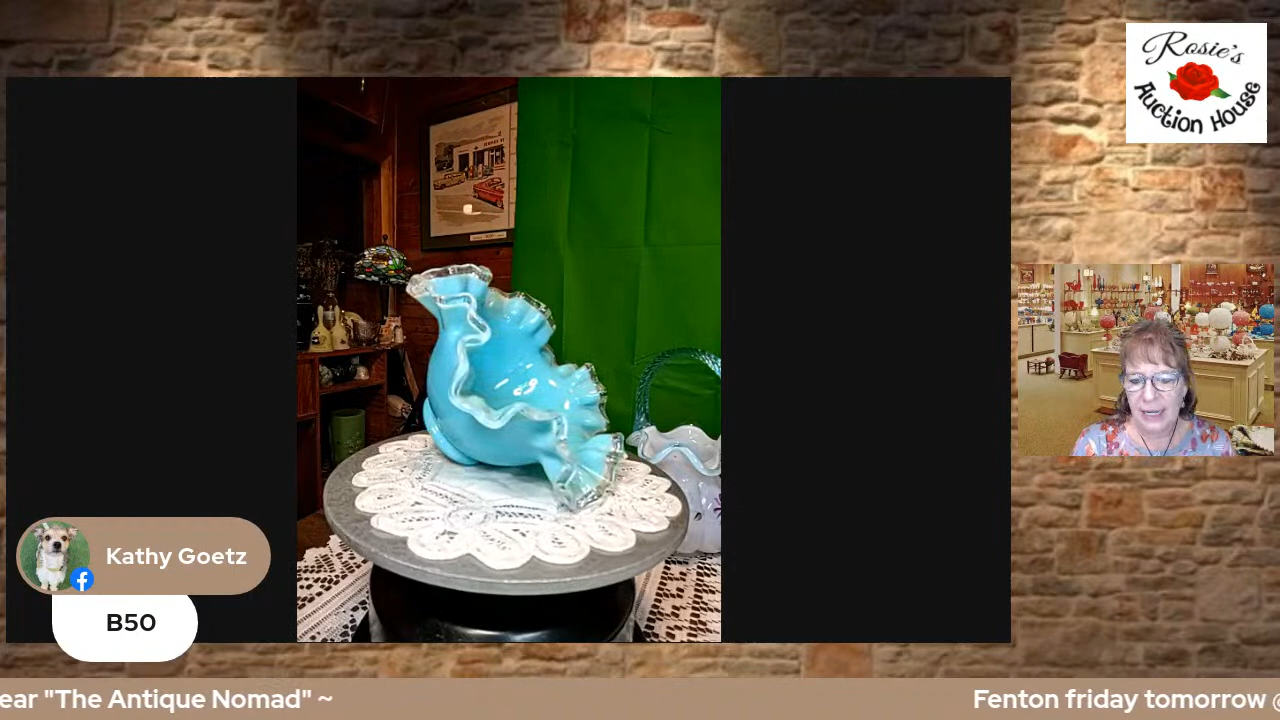 Rosie's
Auction House
Kathy Goetz
B50
ear "The Antique Nomad" ~
Fenton friday tomorrow @